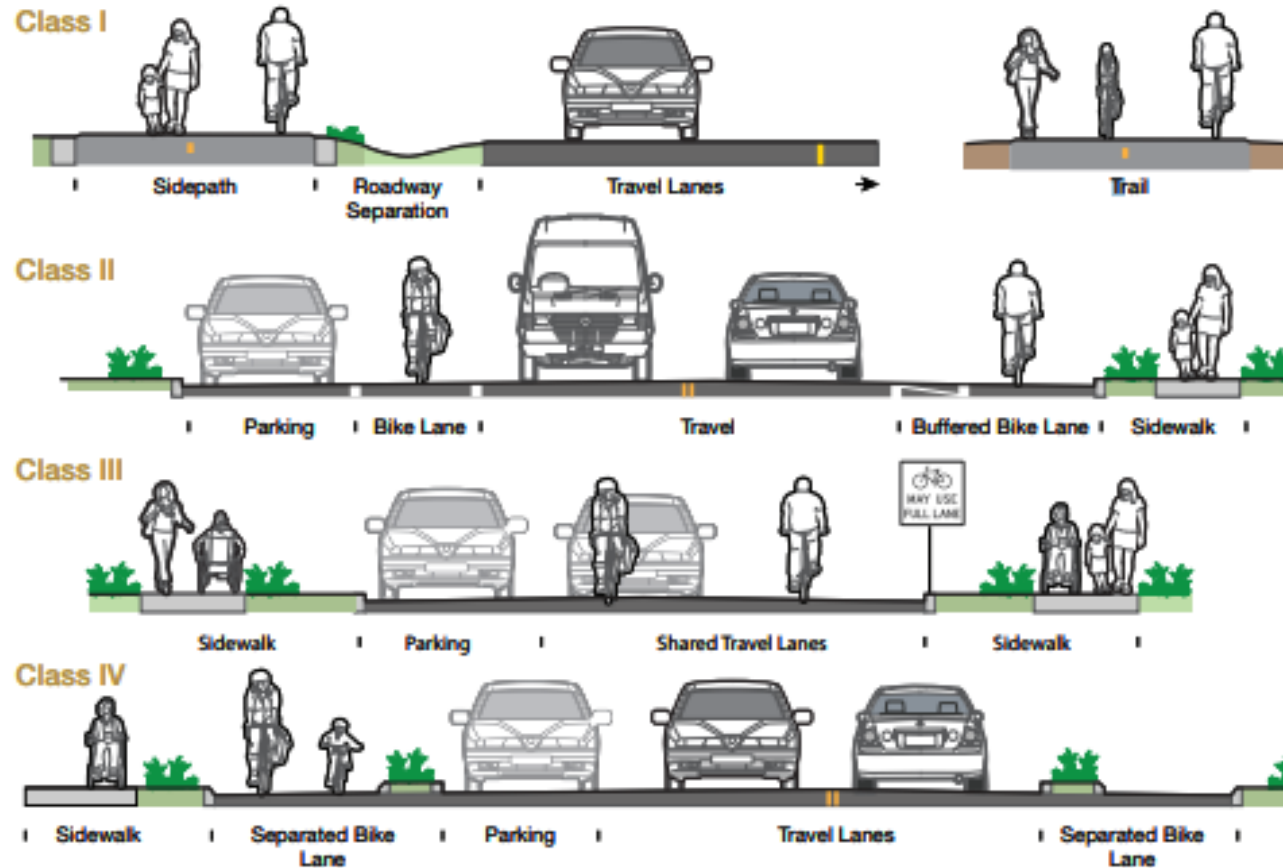 Class I
Sidepath
Roadway
Separation
Travel Lanes
Trail
Class II
Parking
Bike Lane
Travel
Buffered Bike Lane
Sidewalk
Class III
MAY USE
FULL LANE
Sidewalk
Parking
Shared Travel Lanes
Sidewalk
Class IV
Sidewalk
Separated Bike
Lane
Parking
Travel Lanes
Separated Bike
Lane